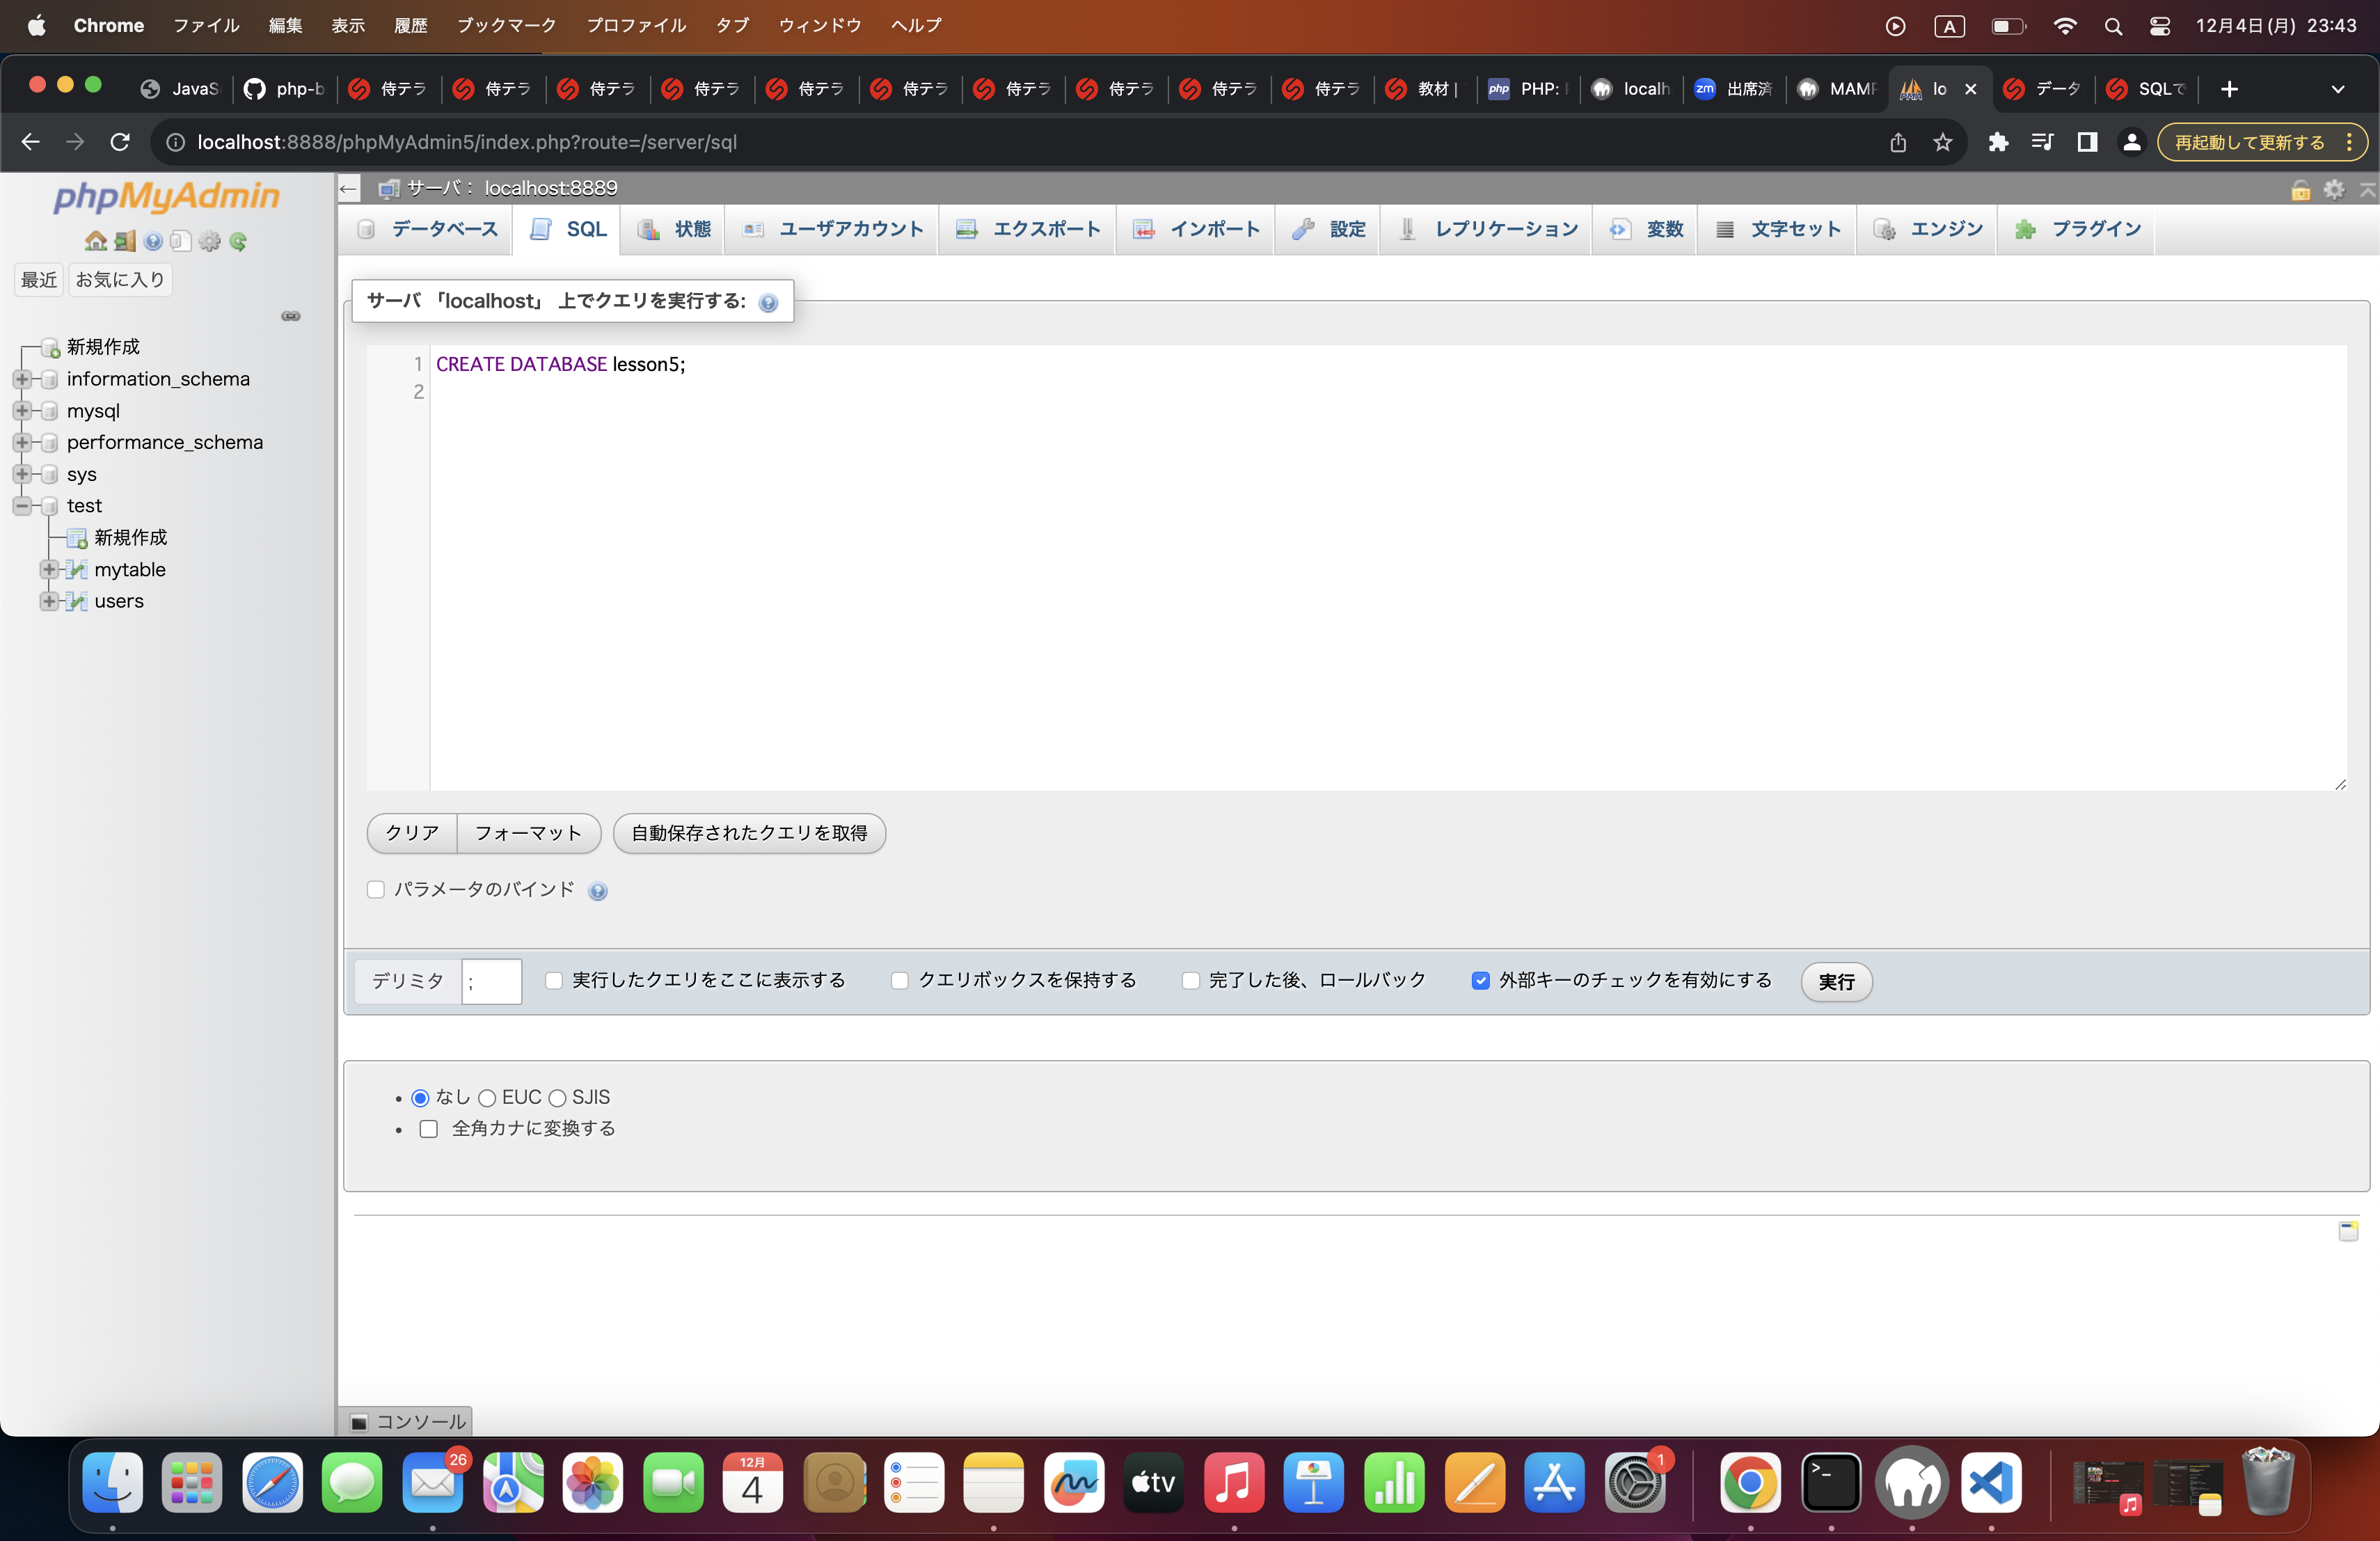 Chrome ファイル 編集 表示 履歴 ブックマーク プロファイル タブ ウィンドウ ヘルプ A 12月4日(月) 23:43
JavaS php-b 侍テラ 侍テラ 侍テラ 侍テラ 侍テラ 侍テラ 侍テラ 侍テラ 侍テラ 侍テラ 教材 | php PHP: localh zm 出席済 MAMP lo データ SQLで
localhost:8888/phpMyAdmin5/index.php?route=/server/sql 再起動して更新する
phpMyAdmin
最近 お気に入り
新規作成
information_schema
mysql
performance_schema
sys
test
新規作成
mytable
users
サーバ: localhost:8889
データベース SQL 状態 ユーザアカウント エクスポート インポート 設定 レプリケーション 変数 文字セット エンジン プラグイン
サーバ 「localhost」 上でクエリを実行する:
1 CREATE DATABASE lesson5;
2
クリア フォーマット 自動保存されたクエリを取得
パラメータのバインド
デリミタ ; 実行したクエリをここに表示する クエリボックスを保持する 完了した後、ロールバック 外部キーのチェックを有効にする 実行
なし EUC SJIS
全角カナに変換する
コンソール
26 12月 4 tv 1